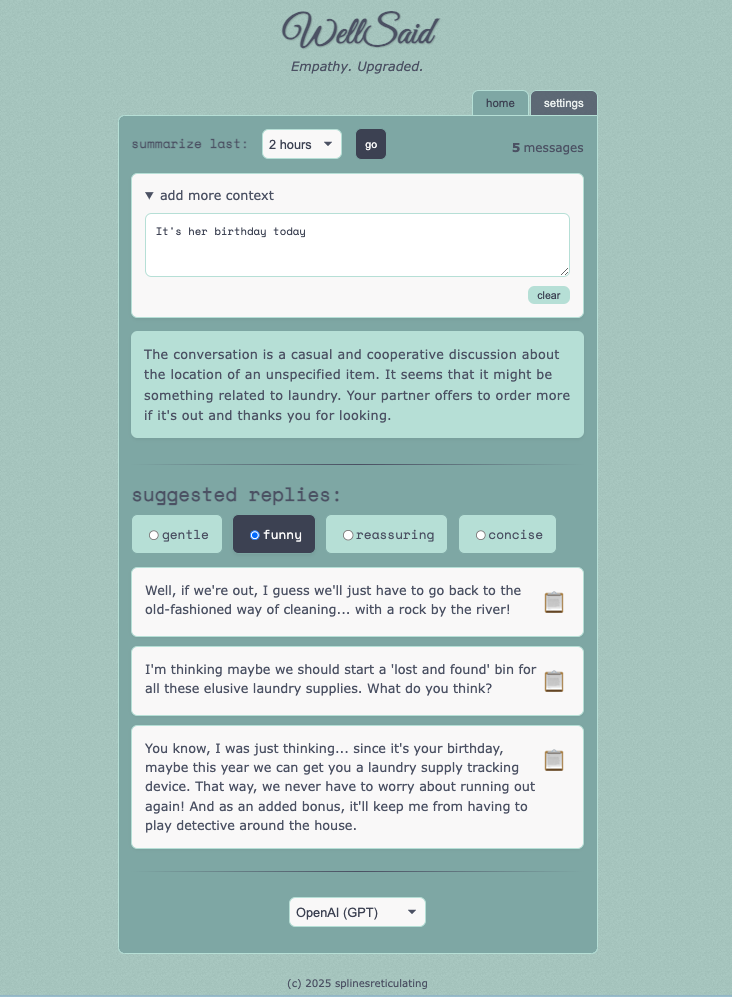 WellSaid
Empathy. Upgraded.
home
settings
summarize last:
2 hours
go
5 messages
▼ add more context
It's her birthday today
clear
The conversation is a casual and cooperative discussion about
the location of an unspecified item. It seems that it might be
something related to laundry. Your partner offers to order more
if it's out and thanks you for looking.
suggested replies:
gentle
funny
reassuring
concise
Well, if we're out, I guess we'll just have to go back to the
old-fashioned way of cleaning... with a rock by the river!
I'm thinking maybe we should start a 'lost and found' bin for
all these elusive laundry supplies. What do you think?
You know, I was just thinking... since it's your birthday,
maybe this year we can get you a laundry supply tracking
device. That way, we never have to worry about running out
again! And as an added bonus, it'll keep me from having to
play detective around the house.
OpenAI (GPT)
(c) 2025 splinesreticulating